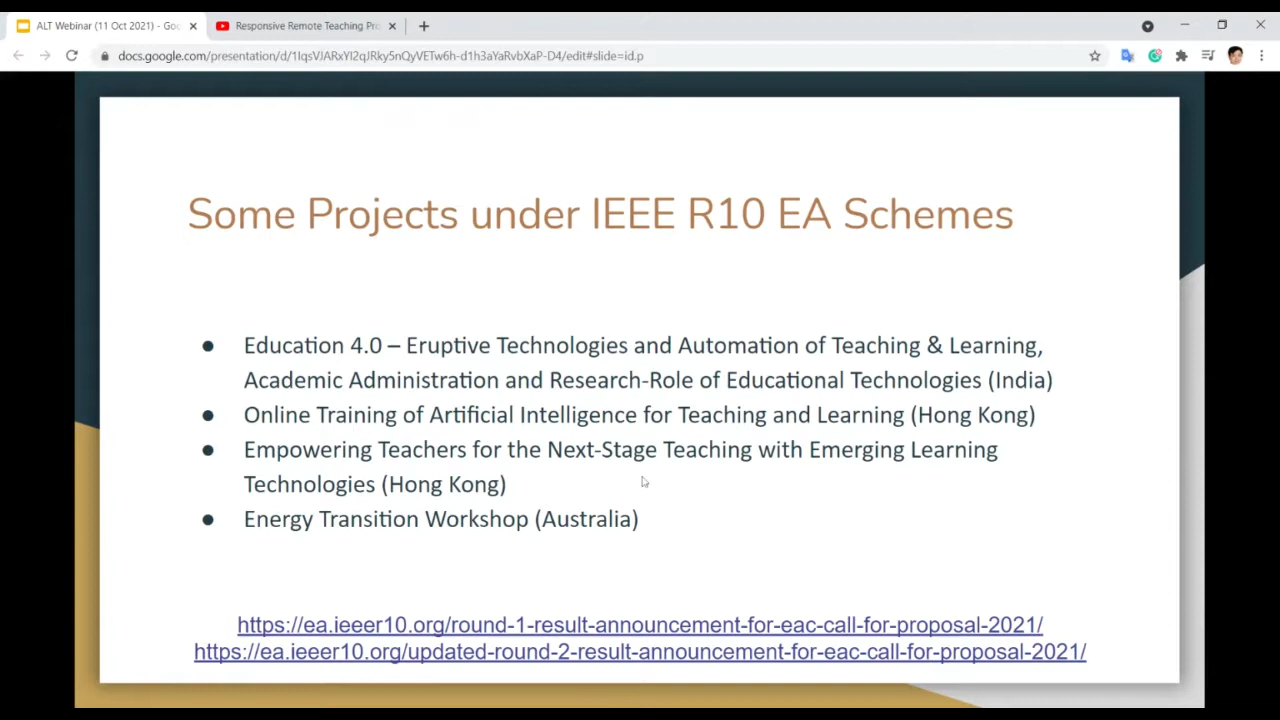 ALT Webinar (11 Oct 2021) - Goo
Responsive Remote Teaching Pro
docs.google.com/presentation/d/1IqsVJARxYI2qJRky5nQyVETw6h-d1h3aYaRvbXaP-D4/edit#slide=id.p
Some Projects under IEEE R10 EA Schemes
● Education 4.0 – Eruptive Technologies and Automation of Teaching & Learning,
Academic Administration and Research-Role of Educational Technologies (India)
● Online Training of Artificial Intelligence for Teaching and Learning (Hong Kong)
● Empowering Teachers for the Next-Stage Teaching with Emerging Learning
Technologies (Hong Kong)
● Energy Transition Workshop (Australia)
https://ea.ieeer10.org/round-1-result-announcement-for-eac-call-for-proposal-2021/
https://ea.ieeer10.org/updated-round-2-result-announcement-for-eac-call-for-proposal-2021/